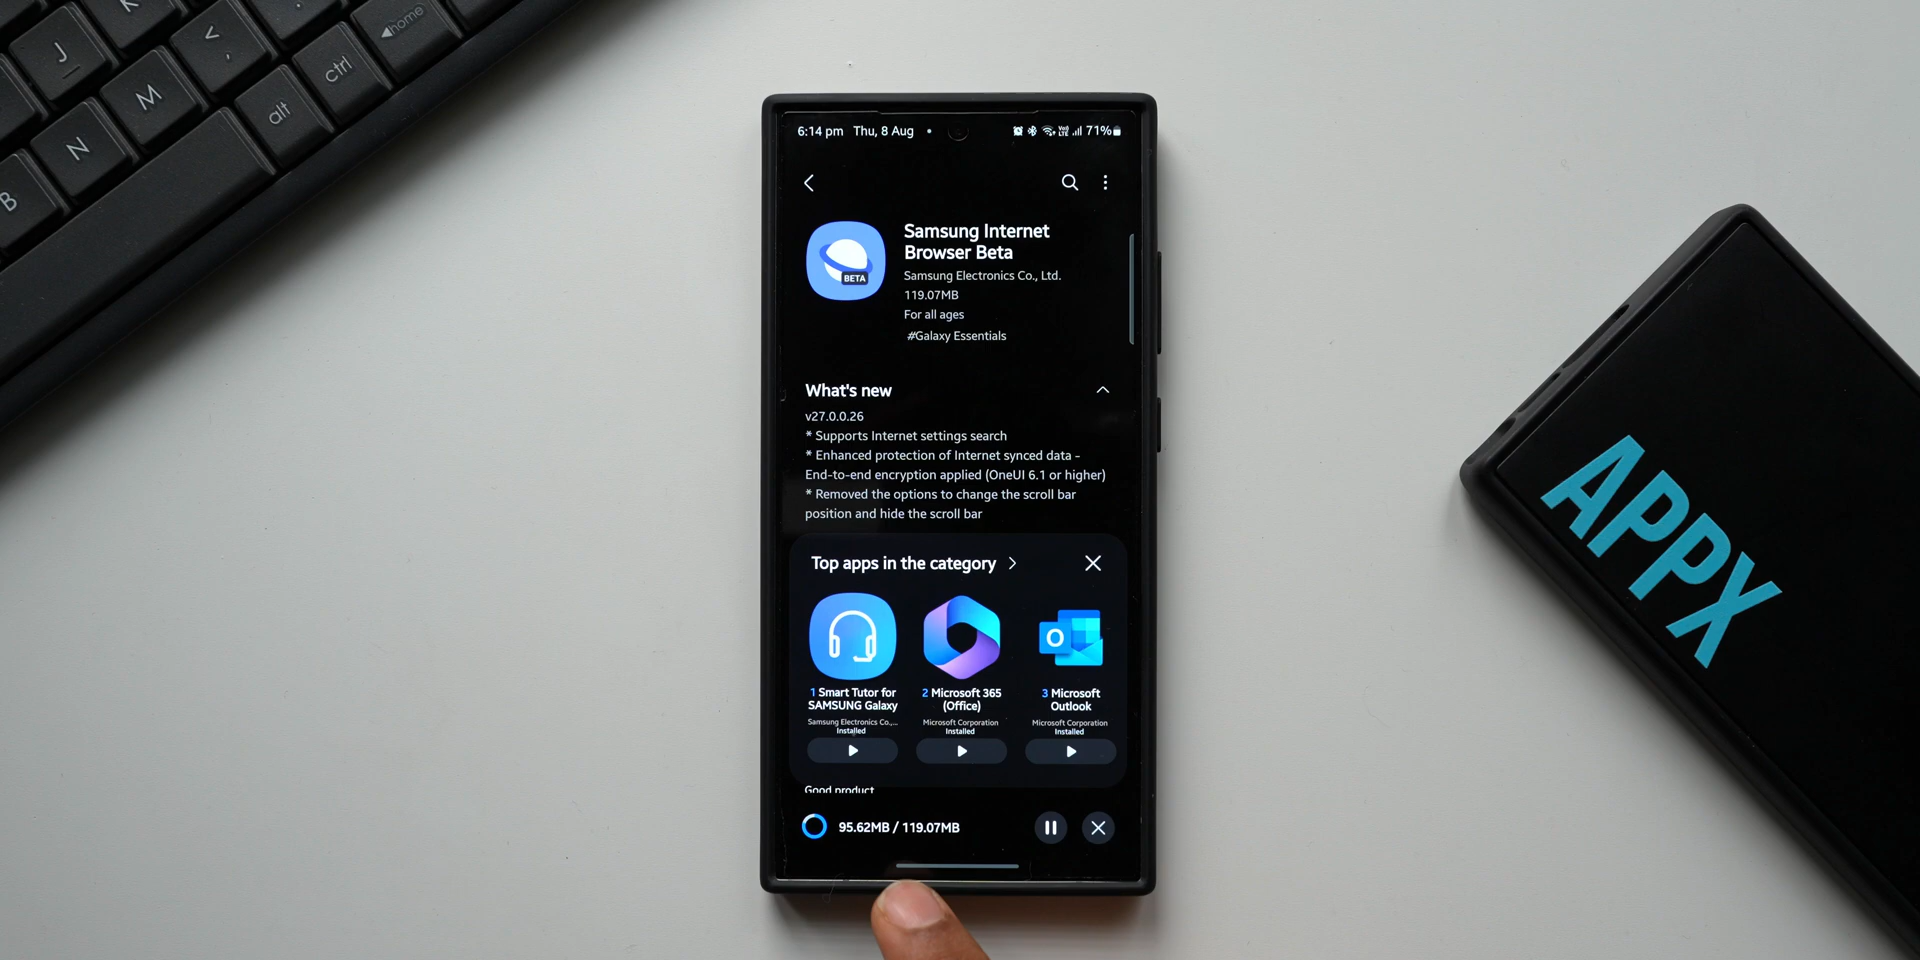 J
K
<
,
home
M
ctrl
N
alt
B
6:14 pm Thu, 8 Aug • 71%
Samsung Internet
Browser Beta
BETA
Samsung Electronics Co., Ltd.
119.07MB
For all ages
#Galaxy Essentials
What's new
v27.0.0.26
* Supports Internet settings search
* Enhanced protection of Internet synced data -
End-to-end encryption applied (OneUI 6.1 or higher)
* Removed the options to change the scroll bar
position and hide the scroll bar
Top apps in the category
O
1 Smart Tutor for
SAMSUNG Galaxy
Samsung Electronics Co.,...
Installed
2 Microsoft 365
(Office)
Microsoft Corporation
Installed
3 Microsoft
Outlook
Microsoft Corporation
Installed
Good product
95.62MB / 119.07MB
APPX